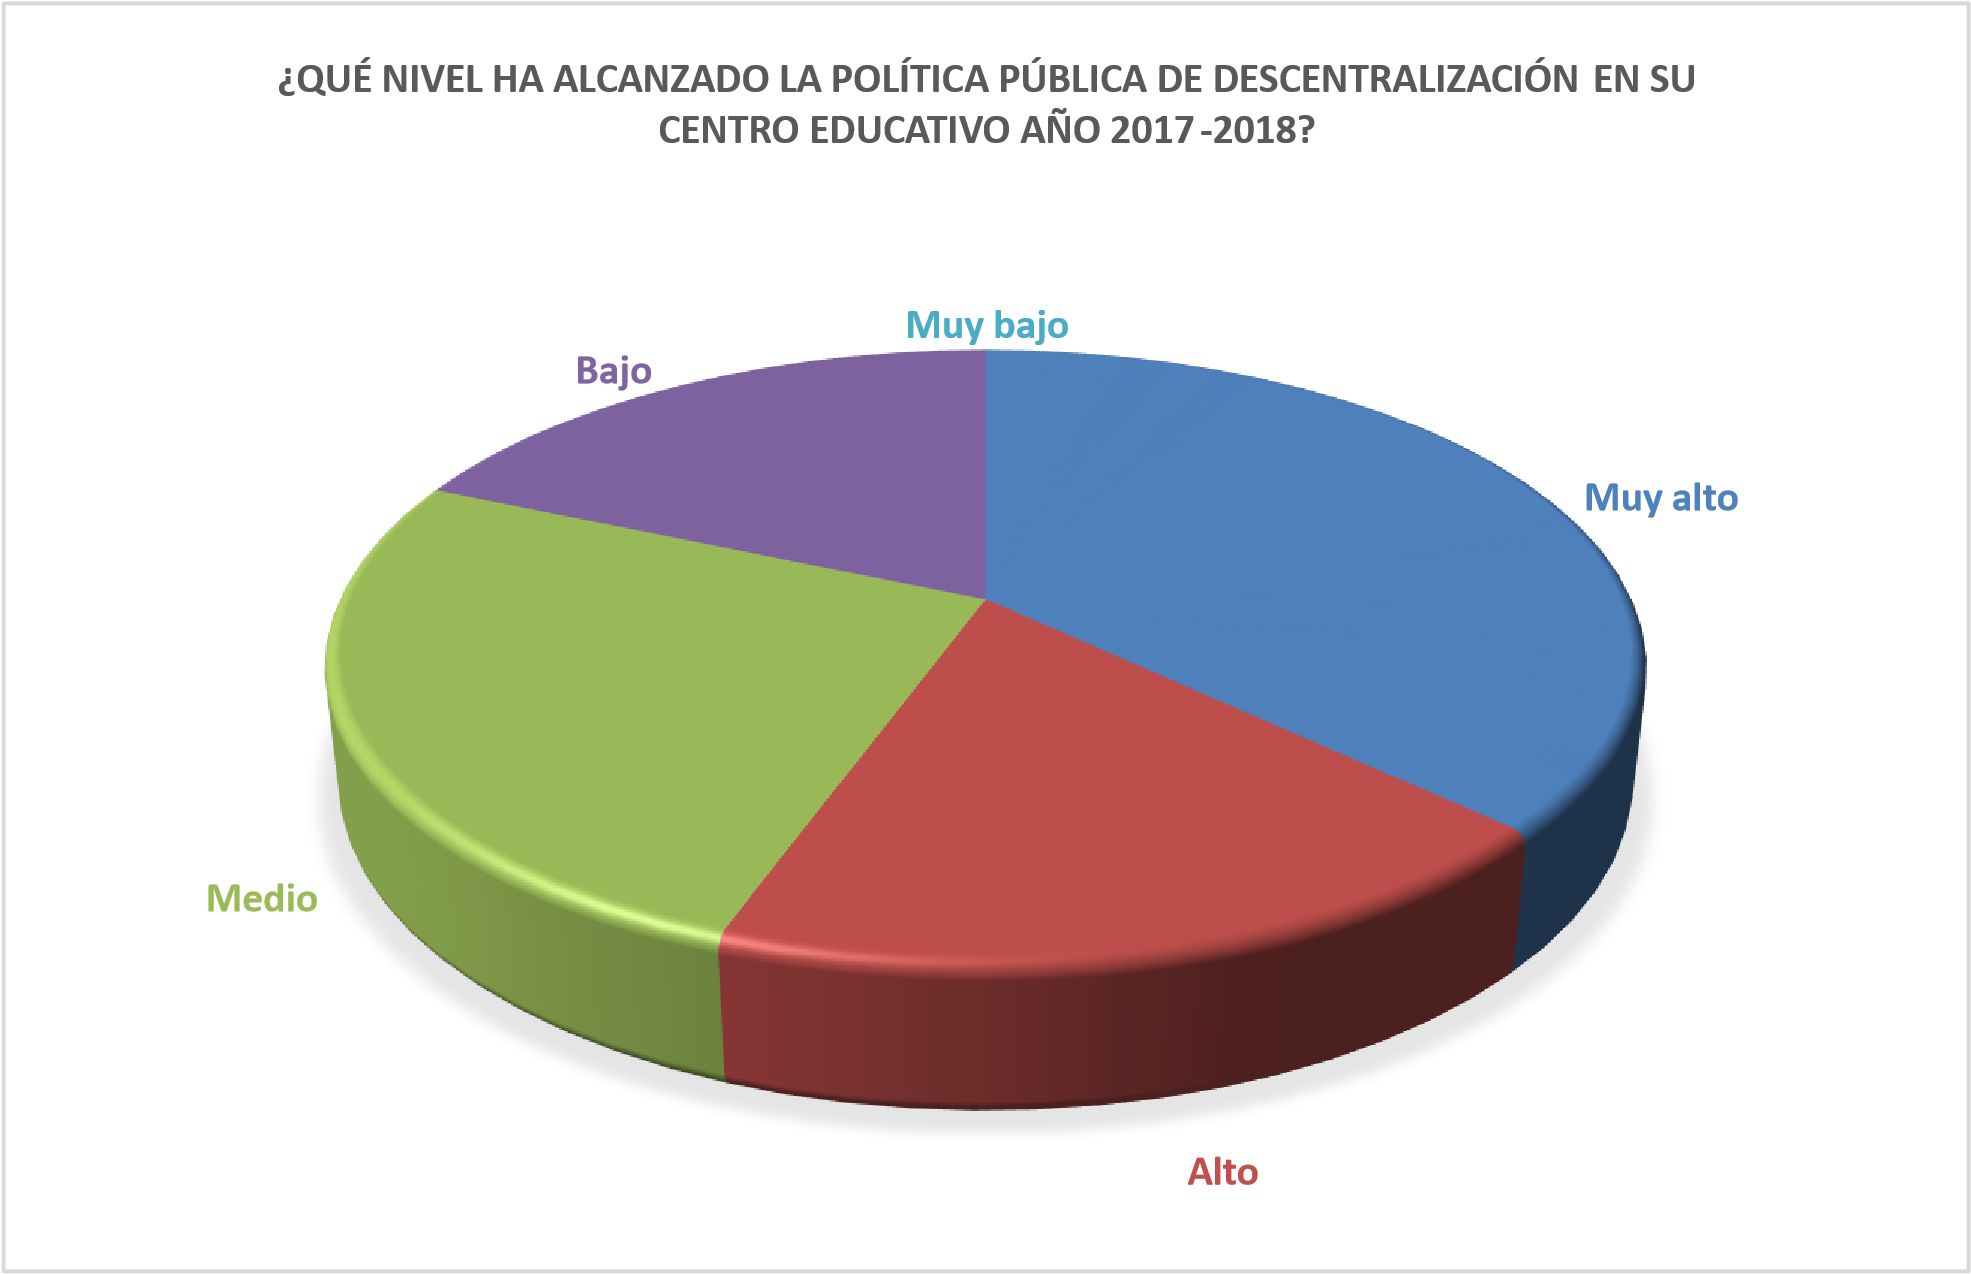 ¿QUÉ NIVEL HA ALCANZADO LA POLÍTICA PÚBLICA DE DESCENTRALIZACIÓN EN SU
CENTRO EDUCATIVO AÑO 2017-2018?
Muy bajo
Bajo
Muy alto
Medio
Alto